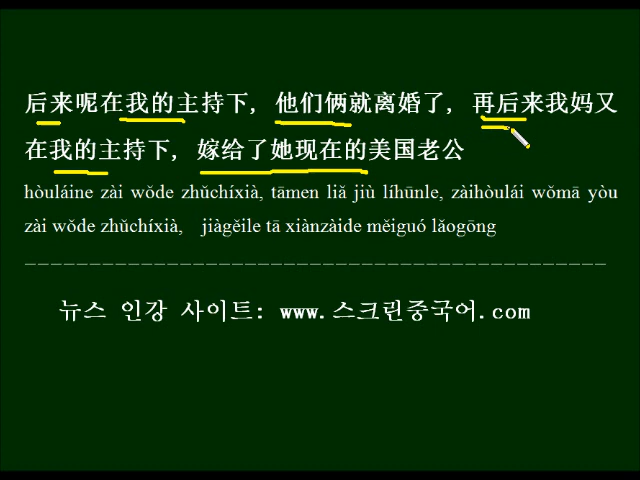 后来呢在我的主持下, 他们俩就离婚了, 再后来我妈又
在我的主持下, 嫁给了她现在的美国老公
hòuláine zài wǒde zhǔchíxià, tāmen liǎ jiù líhūnle, zàihòulái wǒmā yòu
zài wǒde zhǔchíxià, jiàgěile tā xiànzàide měiguó lǎogōng
뉴스 인강 사이트: www.스크린중국어.com